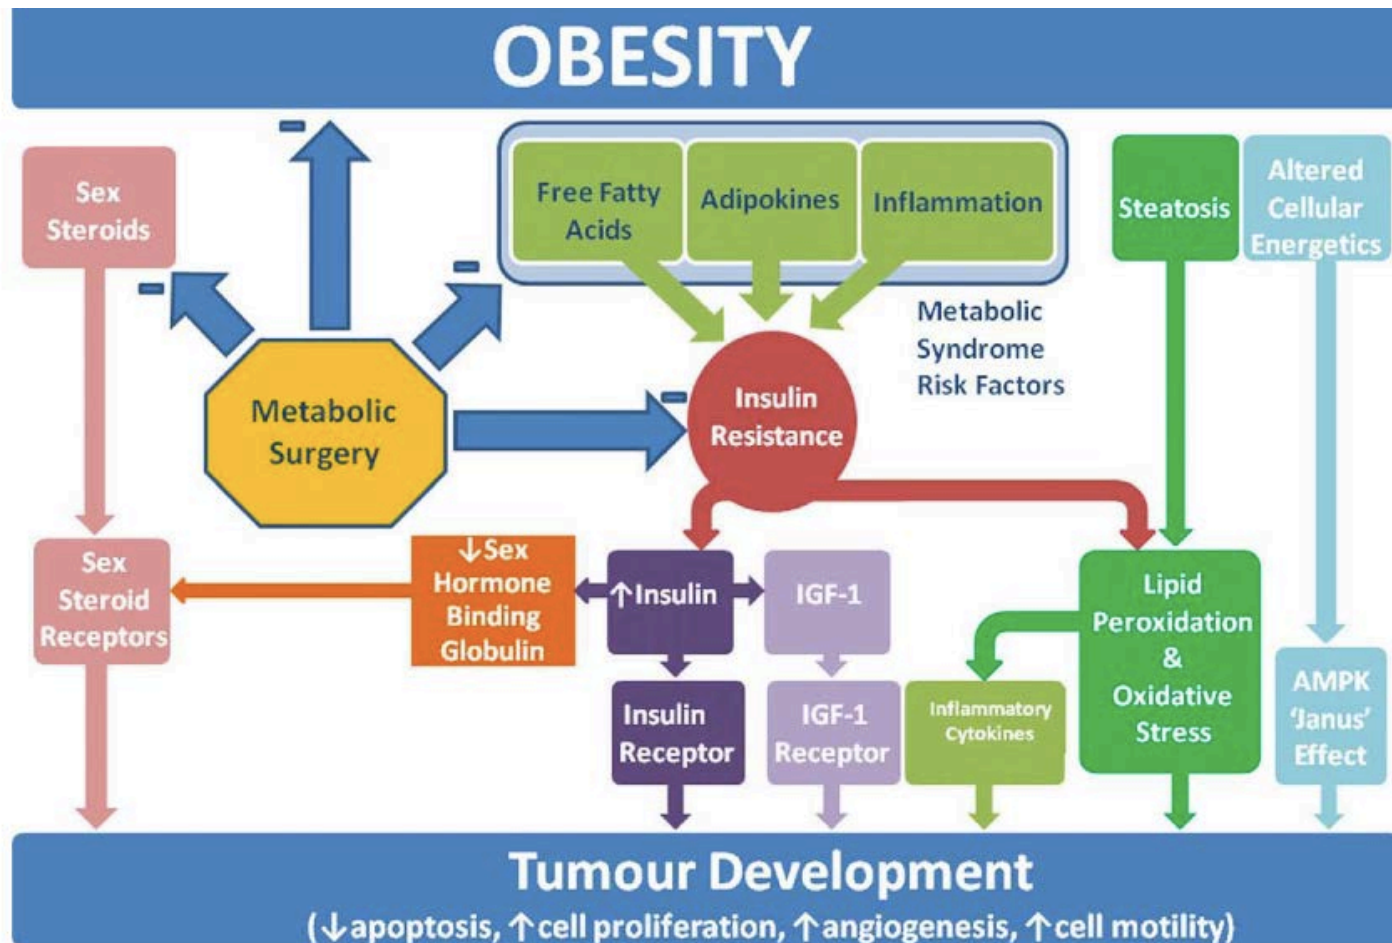 OBESITY
Sex
Steroids
Free Fatty
Acids
Adipokines
Inflammation
Steatosis
Altered
Cellular
Energetics
-
-
-
Metabolic
Syndrome
Risk Factors
Metabolic
Surgery
-
Insulin
Resistance
Sex
Steroid
Receptors
↓Sex
Hormone
Binding
Globulin
↑Insulin
IGF-1
Lipid
Peroxidation
&
Oxidative
Stress
Insulin
Receptor
IGF-1
Receptor
Inflammatory
Cytokines
AMPK
‘Janus’
Effect
Tumour Development
(↓apoptosis, ↑cell proliferation, ↑angiogenesis, ↑cell motility)